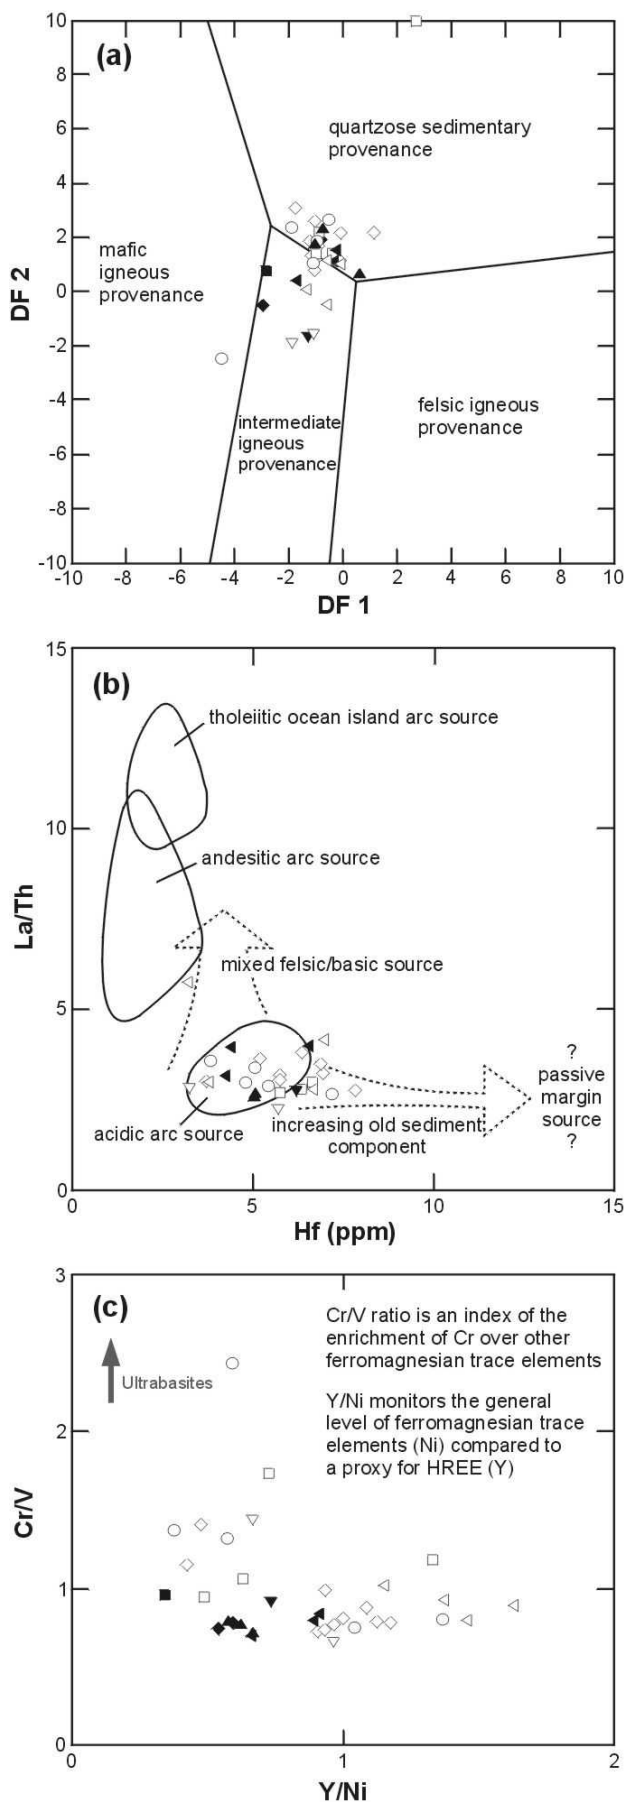 (a)
10
8
6
4
2
0
-2
-4
-6
-8
-10
DF 2
quartzose sedimentary
provenance
mafic
igneous
provenance
felsic igneous
provenance
intermediate
igneous
provenance
-10
-8
-6
-4
-2
0
2
4
6
8
10
DF 1
(b)
15
10
5
0
La/Th
tholeiitic ocean island arc source
andesitic arc source
mixed felsic/basic source
?
passive
margin
source
?
acidic arc source
increasing old sediment
component
0
5
10
15
Hf (ppm)
(c)
3
2
1
0
Cr/V
Ultrabasites
Cr/V ratio is an index of the
enrichment of Cr over other
ferromagnesian trace elements
Y/Ni monitors the general
level of ferromagnesian trace
elements (Ni) compared to
a proxy for HREE (Y)
0
1
2
Y/Ni